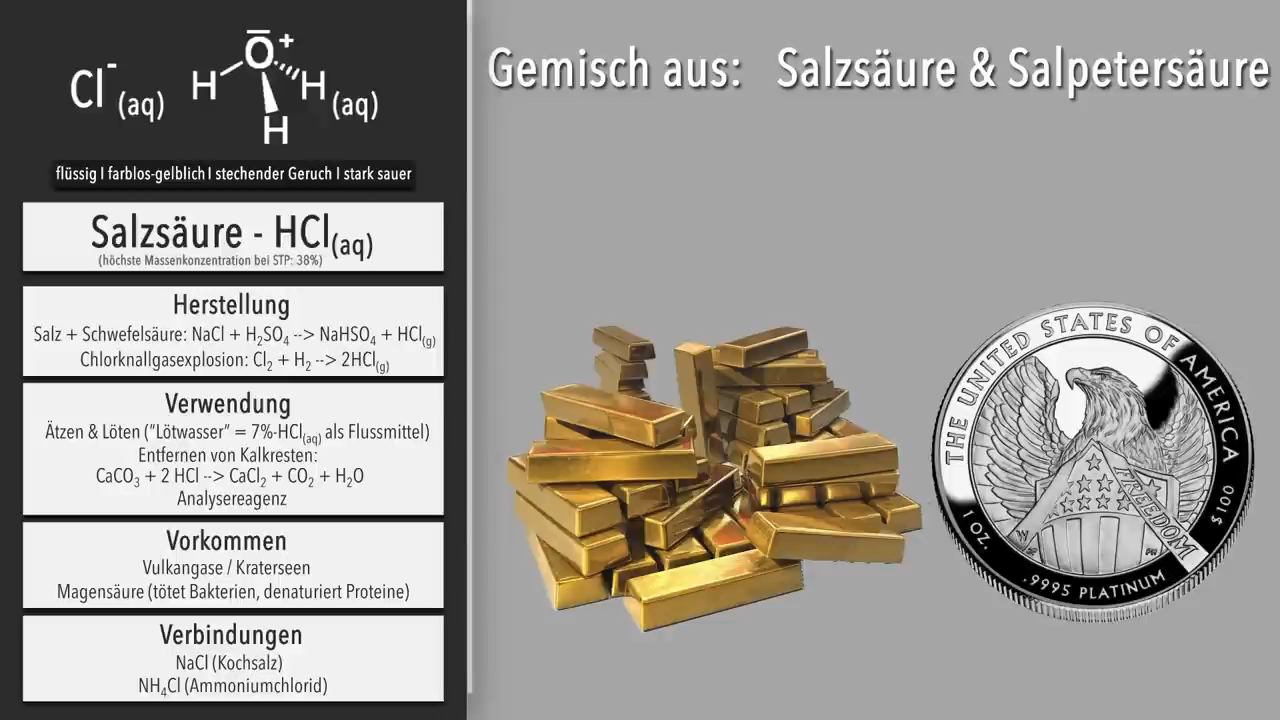 Cl⁻(aq) H O⁺ H(aq)
H
flüssig I farblos-gelblich I stechender Geruch I stark sauer
Salzsäure - HCl(aq)
(höchste Massenkonzentration bei STP: 38%)
Herstellung
Salz + Schwefelsäure: NaCl + H₂SO₄ --> NaHSO₄ + HCl(g)
Chlorknallgasexplosion: Cl₂ + H₂ --> 2HCl(g)
Verwendung
Ätzen & Löten ("Lötwasser" = 7%-HCl(aq) als Flussmittel)
Entfernen von Kalkresten:
CaCO₃ + 2 HCl --> CaCl₂ + CO₂ + H₂O
Analysereagenz
Vorkommen
Vulkangase / Kraterseen
Magensäure (tötet Bakterien, denaturiert Proteine)
Verbindungen
NaCl (Kochsalz)
NH₄Cl (Ammoniumchlorid)
Gemisch aus: Salzsäure & Salpetersäure
THE UNITED STATES OF AMERICA
FREEDOM
$100
1 OZ.
.9995 PLATINUM